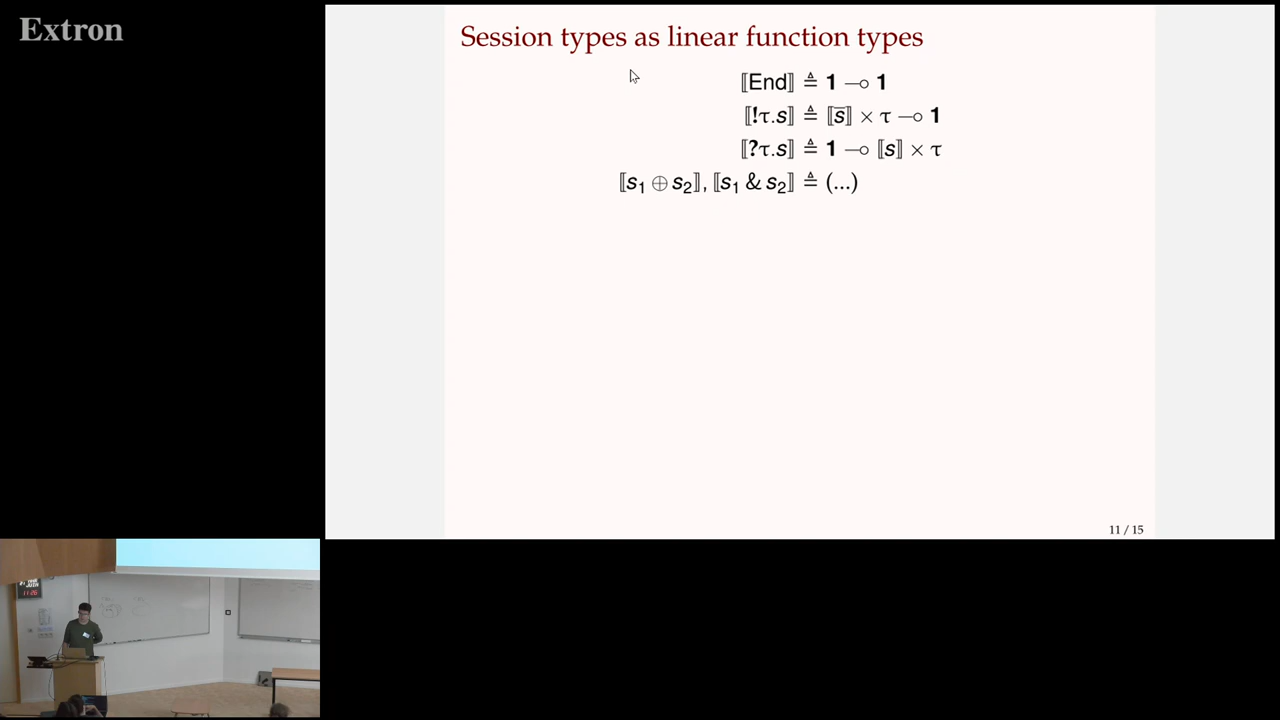 Extron
Session types as linear function types
⟦End⟧ ≜ 1 ⊸ 1
⟦!τ.s⟧ ≜ ⟦s̅⟧ × τ ⊸ 1
⟦?τ.s⟧ ≜ 1 ⊸ ⟦s⟧ × τ
⟦s₁ ⊕ s₂⟧, ⟦s₁ & s₂⟧ ≜ (...)
11 / 15